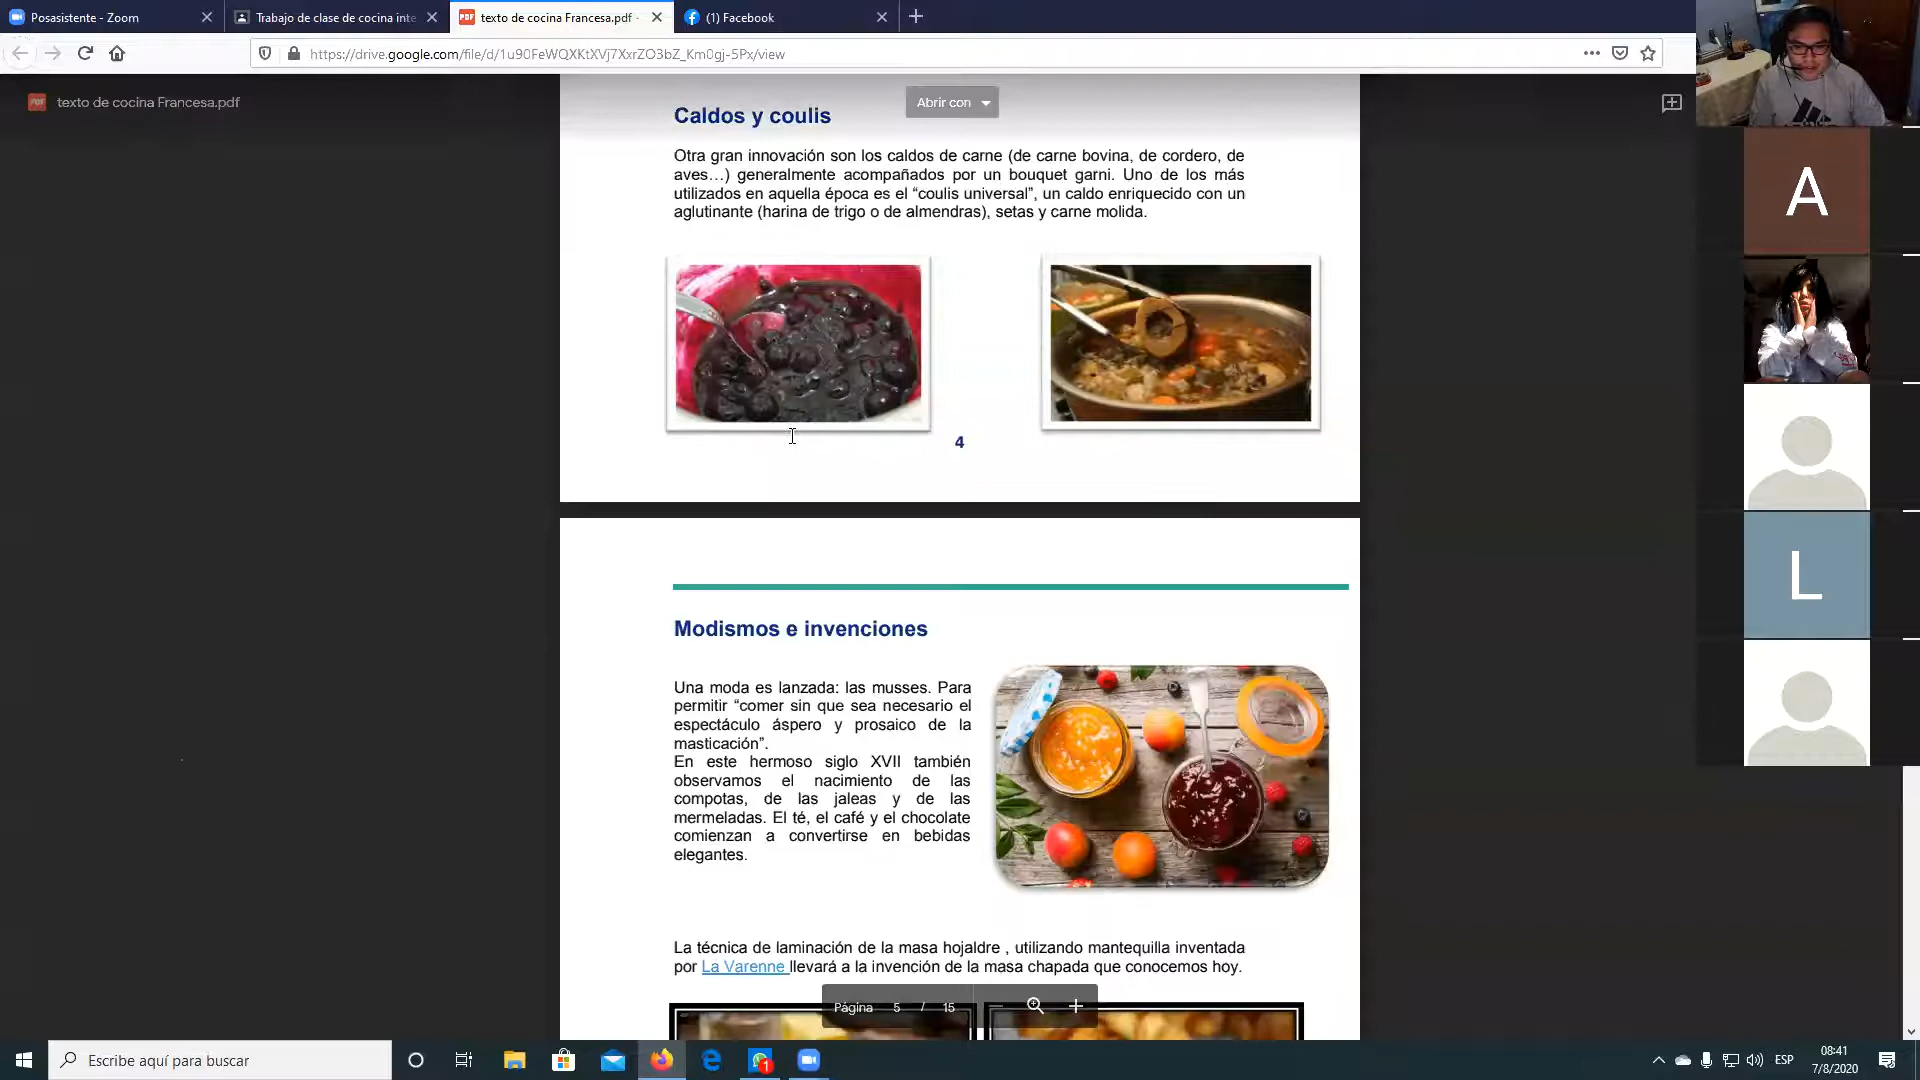 Posasistente - Zoom
Trabajo de clase de cocina inte
texto de cocina Francesa.pdf -
(1) Facebook
https://drive.google.com/file/d/1u90FeWQXKtXVj7XxrZO3bZ_Km0gj-5Px/view
texto de cocina Francesa.pdf
Abrir con
Caldos y coulis
Otra gran innovación son los caldos de carne (de carne bovina, de cordero, de
aves…) generalmente acompañados por un bouquet garni. Uno de los más
utilizados en aquella época es el “coulis universal”, un caldo enriquecido con un
aglutinante (harina de trigo o de almendras), setas y carne molida.
4
Modismos e invenciones
Una moda es lanzada: las musses. Para
permitir “comer sin que sea necesario el
espectáculo áspero y prosaico de la
masticación”.
En este hermoso siglo XVII también
observamos el nacimiento de las
compotas, de las jaleas y de las
mermeladas. El té, el café y el chocolate
comienzan a convertirse en bebidas
elegantes.
La técnica de laminación de la masa hojaldre , utilizando mantequilla inventada
por La Varenne llevará a la invención de la masa chapada que conocemos hoy.
Página 5 / 15
A
L
Escribe aquí para buscar
1
ESP
08:41
7/8/2020